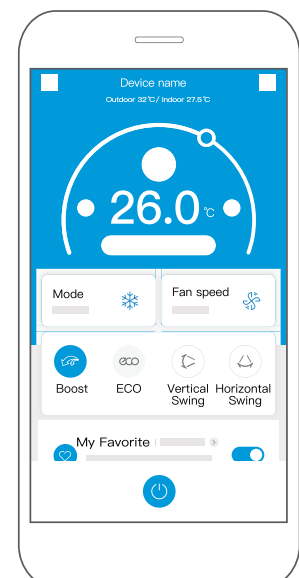 Device name
Outdoor 32℃/ Indoor 27.5℃
26.0 ℃
Mode
Fan speed
eco
Boost
ECO
Vertical Swing
Horizontal Swing
My Favorite